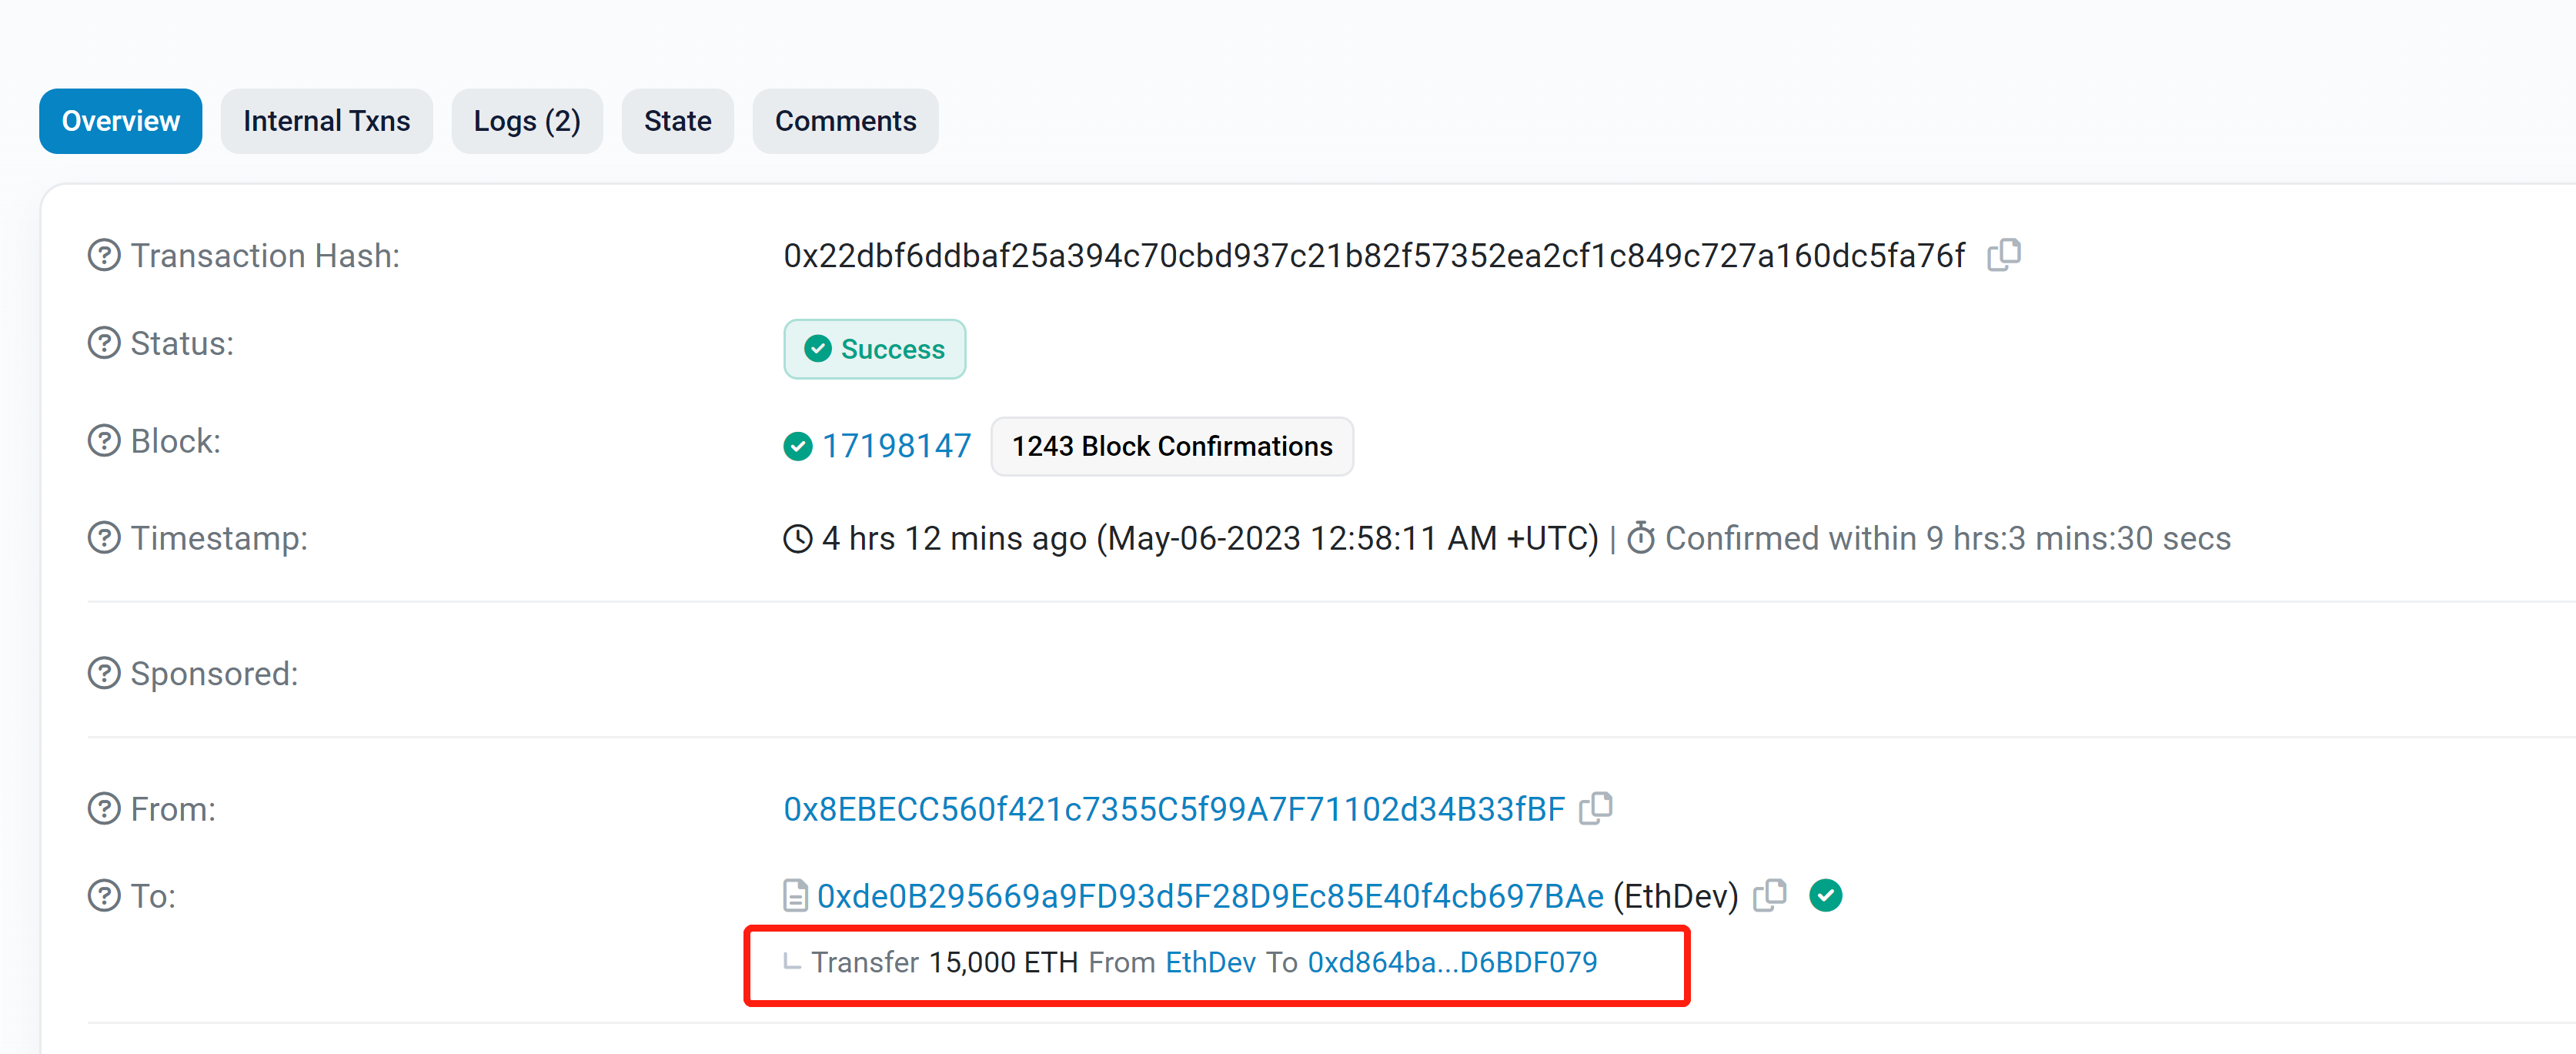 Overview Internal Txns Logs (2) State Comments
Transaction Hash: 0x22dbf6ddbaf25a394c70cbd937c21b82f57352ea2cf1c849c727a160dc5fa76f
Status: Success
Block: 17198147 1243 Block Confirmations
Timestamp: 4 hrs 12 mins ago (May-06-2023 12:58:11 AM +UTC) | Confirmed within 9 hrs:3 mins:30 secs
Sponsored:
From: 0x8EBECC560f421c7355C5f99A7F71102d34B33fBF
To: 0xde0B295669a9FD93d5F28D9Ec85E40f4cb697BAe (EthDev)
Transfer 15,000 ETH From EthDev To 0xd864ba...D6BDF079